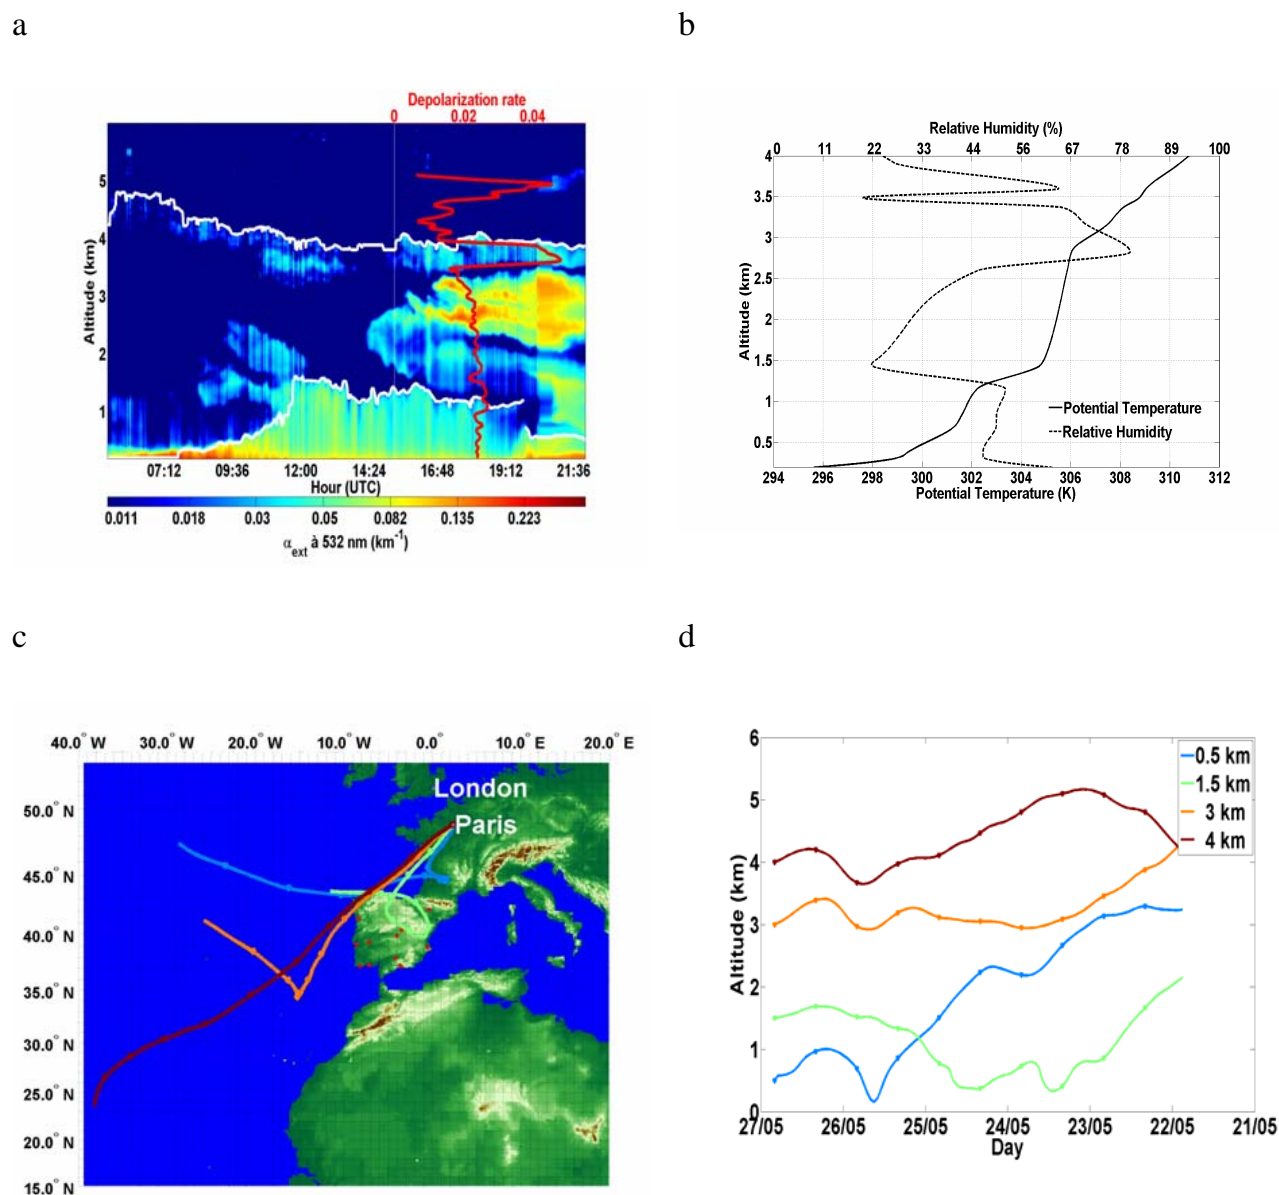 a
b
Depolarization rate
0 0.02 0.04
5
4
3
2
1
Altitude (km)
07:12 09:36 12:00 14:24 16:48 19:12 21:36
Hour (UTC)
0.011 0.018 0.03 0.05 0.082 0.135 0.223
αext à 532 nm (km-1)
Relative Humidity (%)
0 11 22 33 44 56 67 78 89 100
4
3.5
3
2.5
2
1.5
1
0.5
Altitude (km)
Potential Temperature
Relative Humidity
294 296 298 300 302 304 306 308 310 312
Potential Temperature (K)
c
d
40.0° W 30.0° W 20.0° W 10.0° W 0.0° 10.0° E 20.0° E
50.0° N
45.0° N
40.0° N
35.0° N
30.0° N
25.0° N
20.0° N
15.0° N
London
Paris
6
5
4
3
2
1
0
Altitude (km)
0.5 km
1.5 km
3 km
4 km
27/05 26/05 25/05 24/05 23/05 22/05 21/05
Day